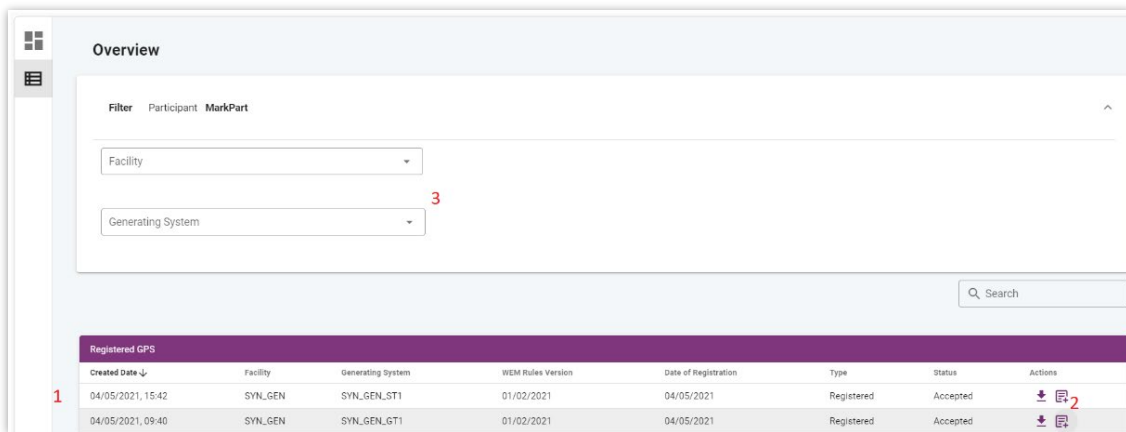 Overview
Filter Participant MarkPart
Facility
3
Generating System
Search
Registered GPS
Created Date Facility Generating System WEM Rules Version Date of Registration Type Status Actions
1 04/05/2021, 15:42 SYN_GEN SYN_GEN_ST1 01/02/2021 04/05/2021 Registered Accepted 2
04/05/2021, 09:40 SYN_GEN SYN_GEN_GT1 01/02/2021 04/05/2021 Registered Accepted